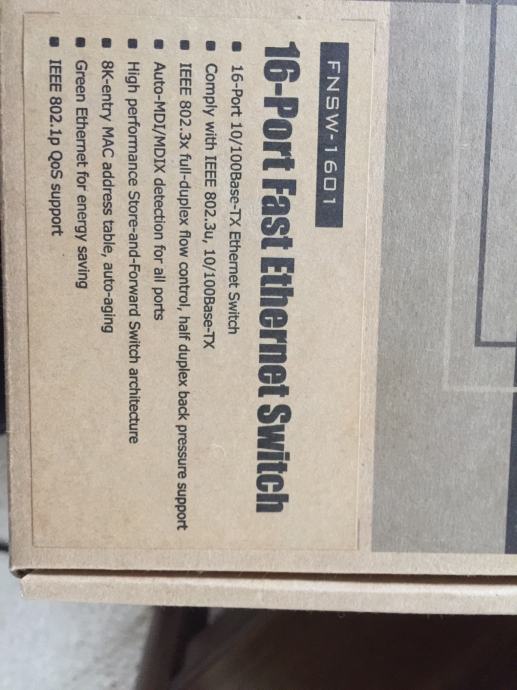 FNSW-1601
16-Port Fast Ethernet Switch
■ 16-Port 10/100Base-TX Ethernet Switch
■ Comply with IEEE 802.3u, 10/100Base-TX
■ IEEE 802.3x full-duplex flow control, half duplex back pressure support
■ Auto-MDI/MDIX detection for all ports
■ High performance Store-and-Forward Switch architecture
■ 8K-entry MAC address table, auto-aging
■ Green Ethernet for energy saving
■ IEEE 802.1p QoS support